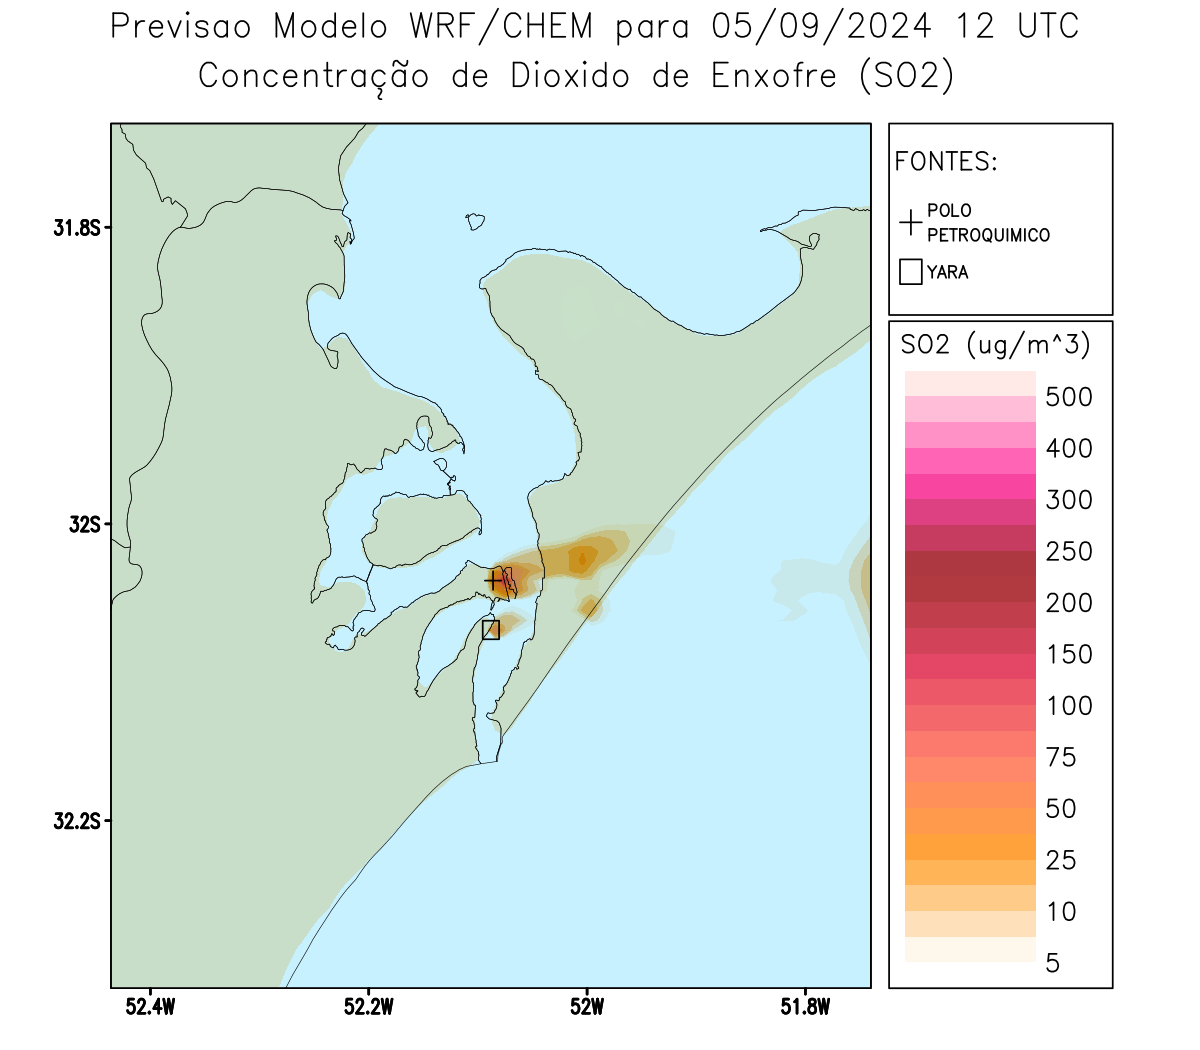 Previsao Modelo WRF/CHEM para 05/09/2024 12 UTC
Concentração de Dioxido de Enxofre (SO2)
FONTES:
POLO
PETROQUIMICO
YARA
31.8S
32S
32.2S
52.4W
52.2W
52W
51.8W
SO2 (ug/m^3)
500
400
300
250
200
150
100
75
50
25
10
5